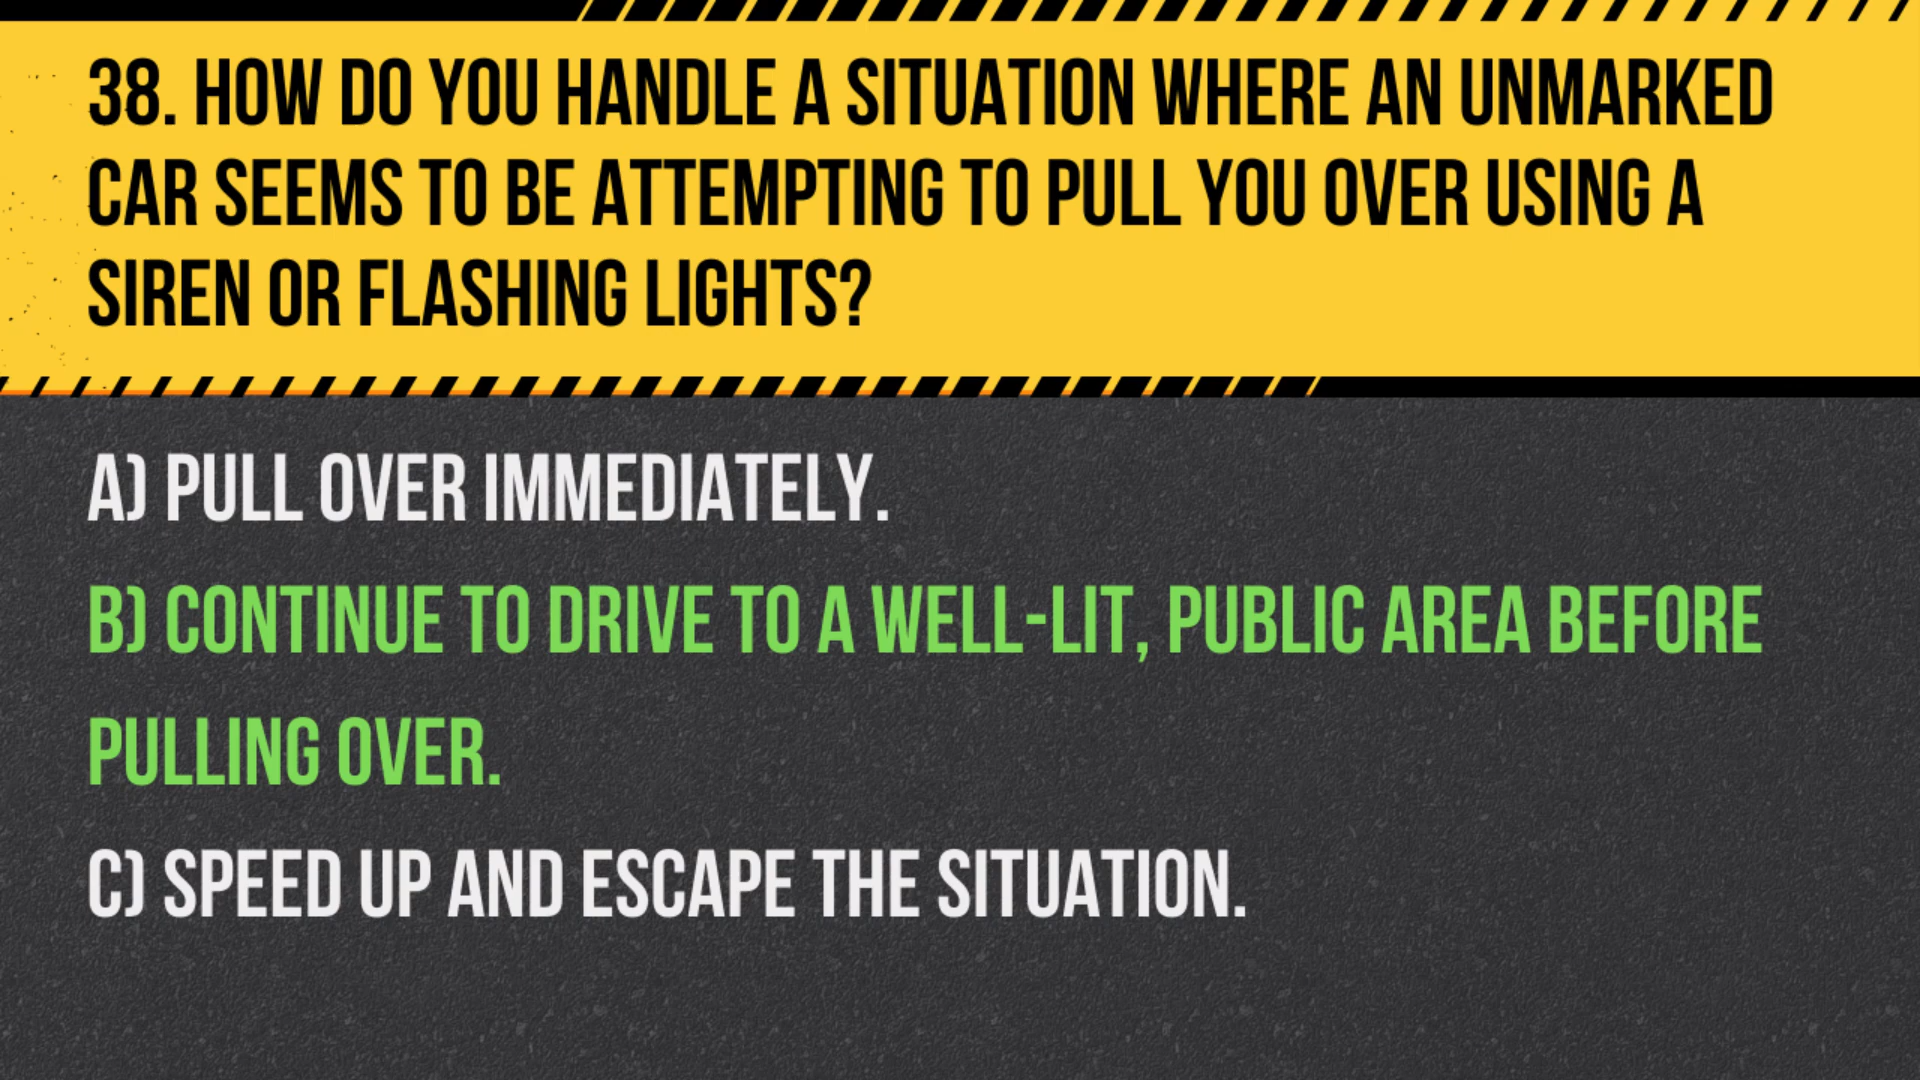 38. HOW DO YOU HANDLE A SITUATION WHERE AN UNMARKED
CAR SEEMS TO BE ATTEMPTING TO PULL YOU OVER USING A
SIREN OR FLASHING LIGHTS?
A) PULL OVER IMMEDIATELY.
B) CONTINUE TO DRIVE TO A WELL-LIT, PUBLIC AREA BEFORE
PULLING OVER.
C) SPEED UP AND ESCAPE THE SITUATION.